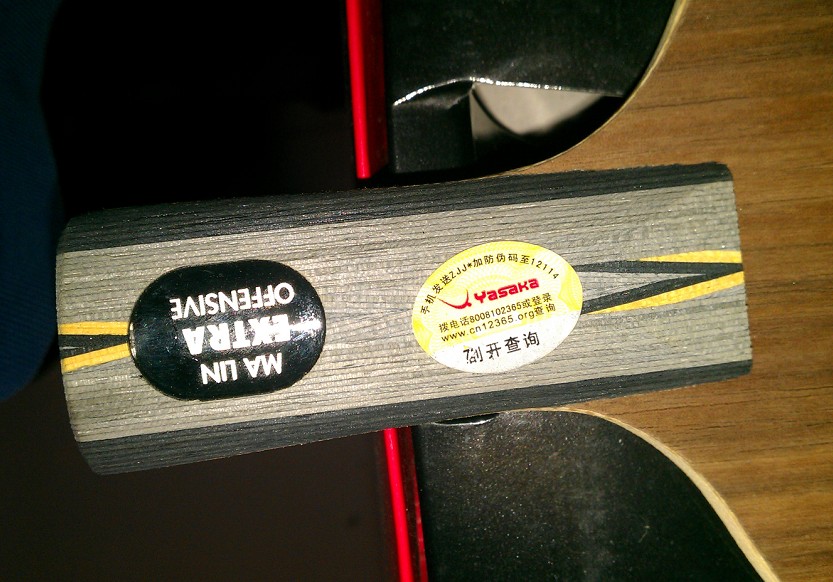 MA LIN
EXTRA
OFFENSIVE
手机发送ZJJ*加防伪码至12114
Yasaka
拨电话8008102365或登录
www.cn12365.org查询
刮开查询